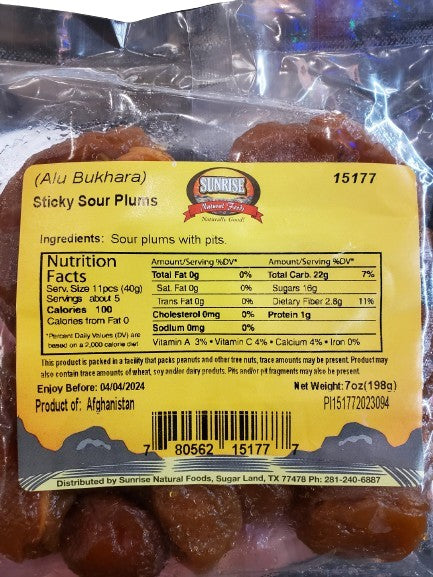 (Alu Bukhara)
Sticky Sour Plums
SUNRISE
Natural Foods
Naturally Good!
15177
Ingredients: Sour plums with pits.
Nutrition
Facts
Serv. Size 11pcs (40g)
Servings about 5
Calories 100
Calories from Fat 0
*Percent Daily Values (DV) are
based on a 2,000 calorie diet
Amount/Serving %DV*
Total Fat 0g 0%
Sat. Fat 0g 0%
Trans Fat 0g 0%
Cholesterol 0mg 0%
Sodium 0mg 0%
Amount/Serving %DV*
Total Carb. 22g 7%
Sugars 16g
Dietary Fiber 2.8g 11%
Protein 1g
Vitamin A 3% • Vitamin C 4% • Calcium 4% • Iron 0%
This product is packed in a facility that packs peanuts and other tree nuts, trace amounts may be present. Product may
also contain trace amounts of wheat, soy and/or dairy products. Pits and/or pit fragments may also be present.
Enjoy Before: 04/04/2024
Net Weight: 7oz (198g)
Product of: Afghanistan
PI151772023094
7 80562 15177 7
Distributed by Sunrise Natural Foods, Sugar Land, TX 77478 Ph: 281-240-6887